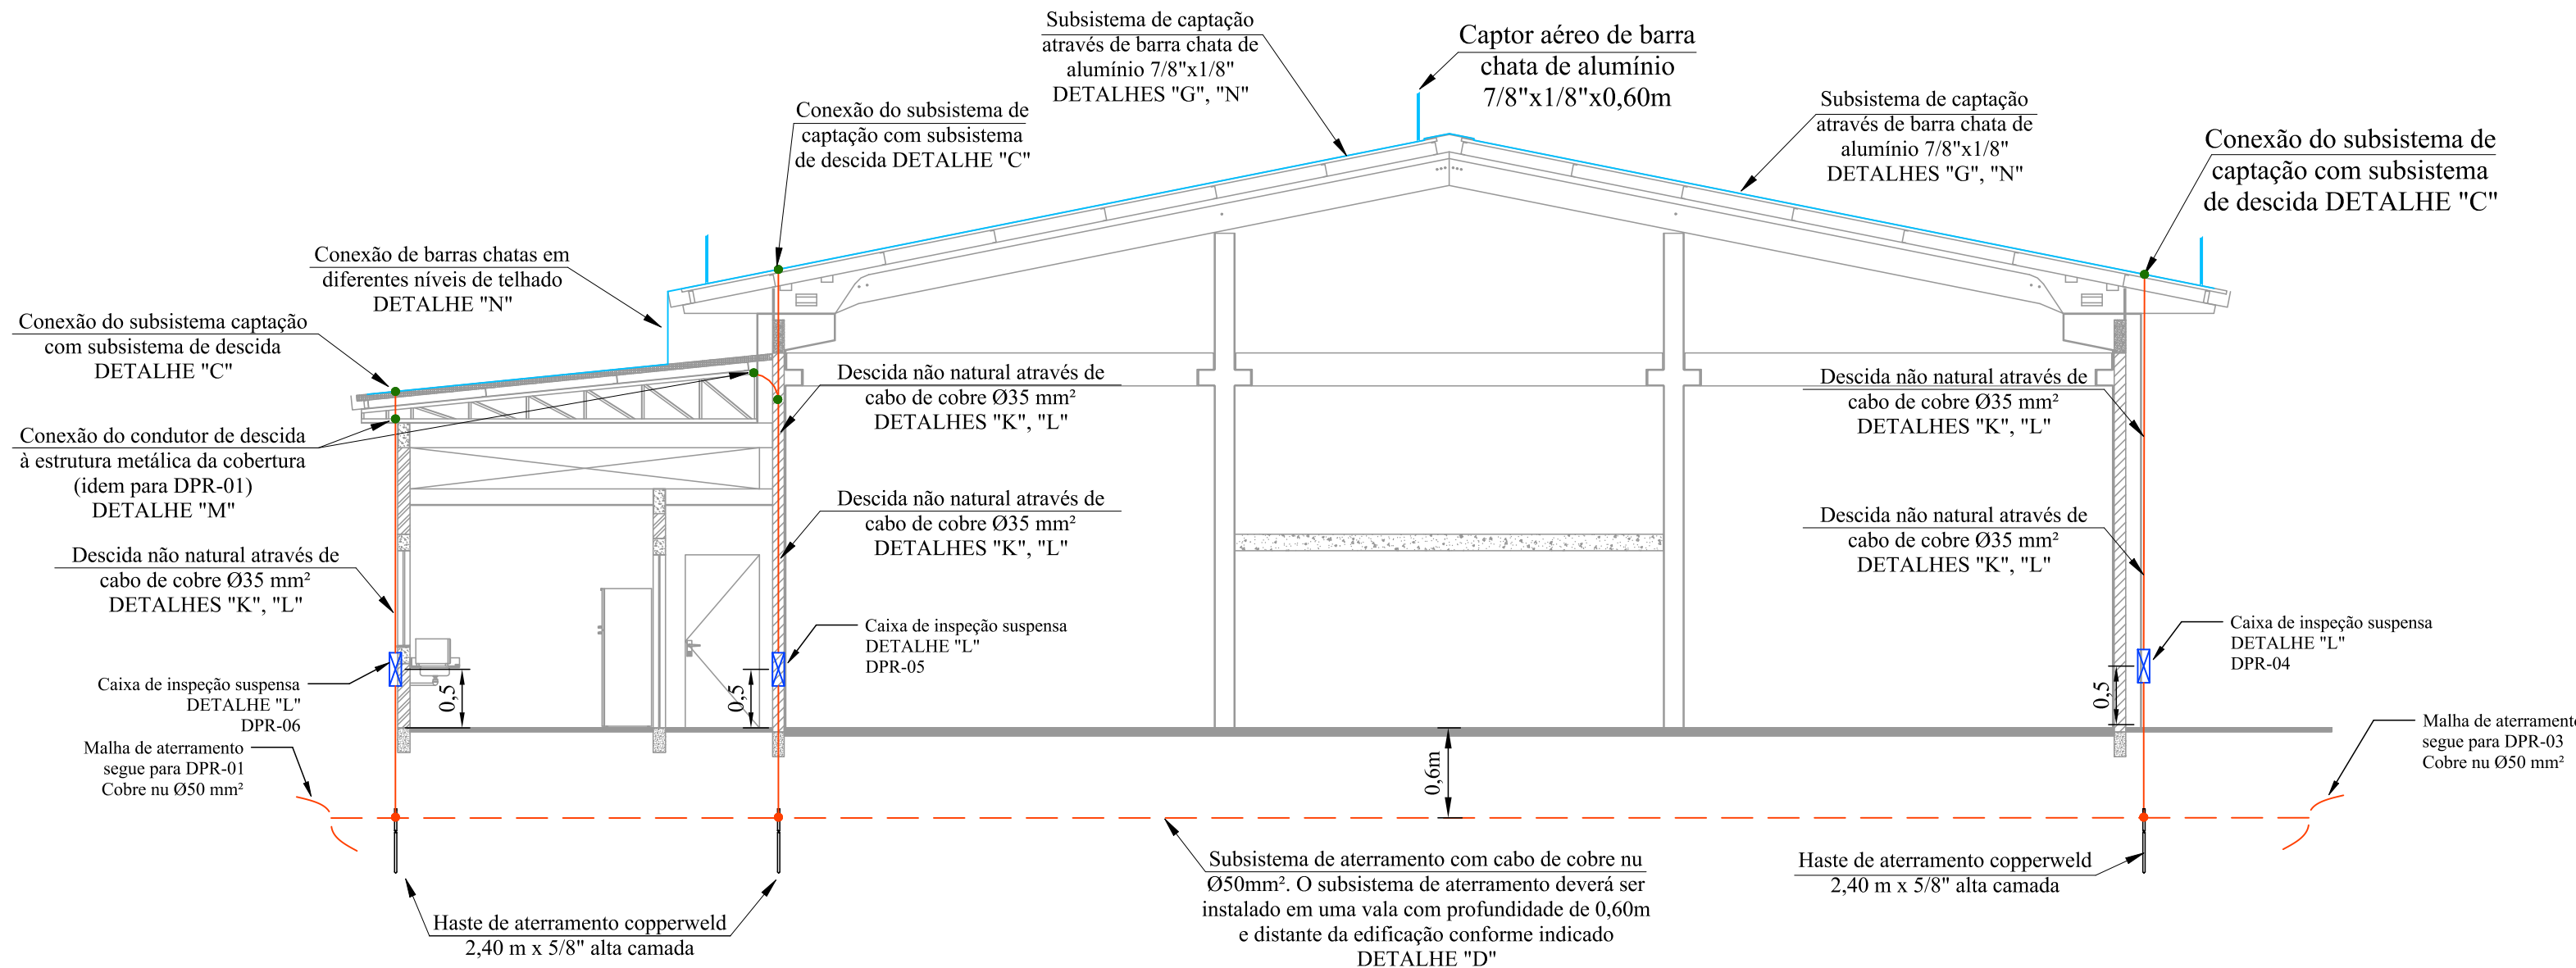 Subsistema de captação
através de barra chata de
alumínio 7/8"x1/8"
DETALHES "G", "N"
Captor aéreo de barra
chata de alumínio
7/8"x1/8"x0,60m
Conexão do subsistema de
captação com subsistema
de descida DETALHE "C"
Subsistema de captação
através de barra chata de
alumínio 7/8"x1/8"
DETALHES "G", "N"
Conexão do subsistema de
captação com subsistema
de descida DETALHE "C"
Conexão de barras chatas em
diferentes níveis de telhado
DETALHE "N"
Conexão do subsistema captação
com subsistema de descida
DETALHE "C"
Conexão do condutor de descida
à estrutura metálica da cobertura
(idem para DPR-01)
DETALHE "M"
Descida não natural através de
cabo de cobre Ø35 mm²
DETALHES "K", "L"
Descida não natural através de
cabo de cobre Ø35 mm²
DETALHES "K", "L"
Descida não natural através de
cabo de cobre Ø35 mm²
DETALHES "K", "L"
Descida não natural através de
cabo de cobre Ø35 mm²
DETALHES "K", "L"
Descida não natural através de
cabo de cobre Ø35 mm²
DETALHES "K", "L"
Caixa de inspeção suspensa
DETALHE "L"
DPR-06
Caixa de inspeção suspensa
DETALHE "L"
DPR-05
Caixa de inspeção suspensa
DETALHE "L"
DPR-04
0,5
0,5
0,5
Malha de aterramento
segue para DPR-01
Cobre nu Ø50 mm²
0,6m
Malha de aterramento
segue para DPR-03
Cobre nu Ø50 mm²
Haste de aterramento copperweld
2,40 m x 5/8" alta camada
Subsistema de aterramento com cabo de cobre nu
Ø50mm². O subsistema de aterramento deverá ser
instalado em uma vala com profundidade de 0,60m
e distante da edificação conforme indicado
DETALHE "D"
Haste de aterramento copperweld
2,40 m x 5/8" alta camada